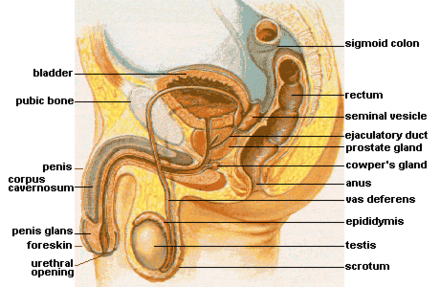 bladder
pubic bone
penis
corpus
cavernosum
penis glans
foreskin
urethral
opening
sigmoid colon
rectum
seminal vesicle
ejaculatory duct
prostate gland
cowper's gland
anus
vas deferens
epididymis
testis
scrotum